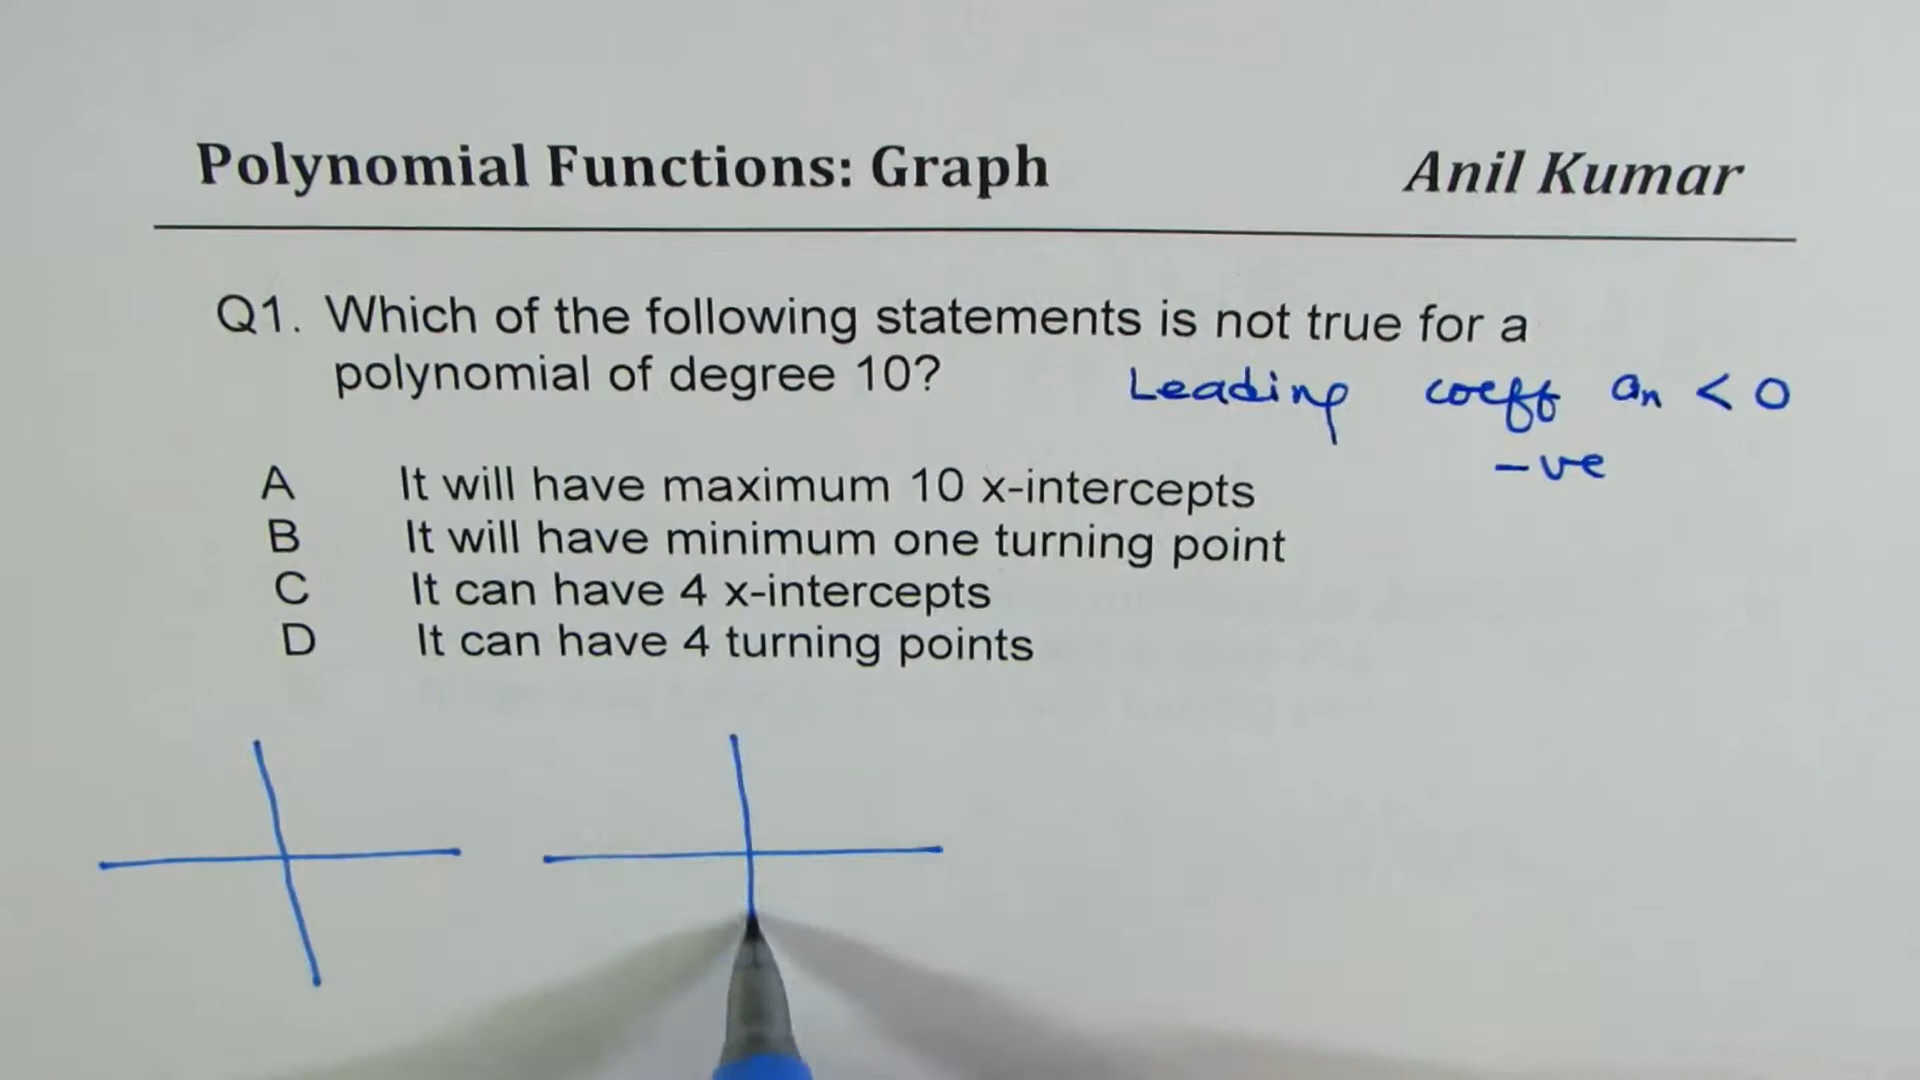 Polynomial Functions: Graph Anil Kumar
Q1. Which of the following statements is not true for a
polynomial of degree 10?
Leading coeff an < 0
-ve
A It will have maximum 10 x-intercepts
B It will have minimum one turning point
C It can have 4 x-intercepts
D It can have 4 turning points